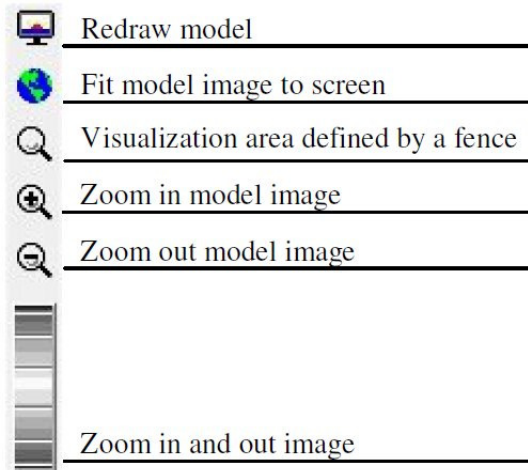 Redraw model
Fit model image to screen
Visualization area defined by a fence
Zoom in model image
Zoom out model image
Zoom in and out image